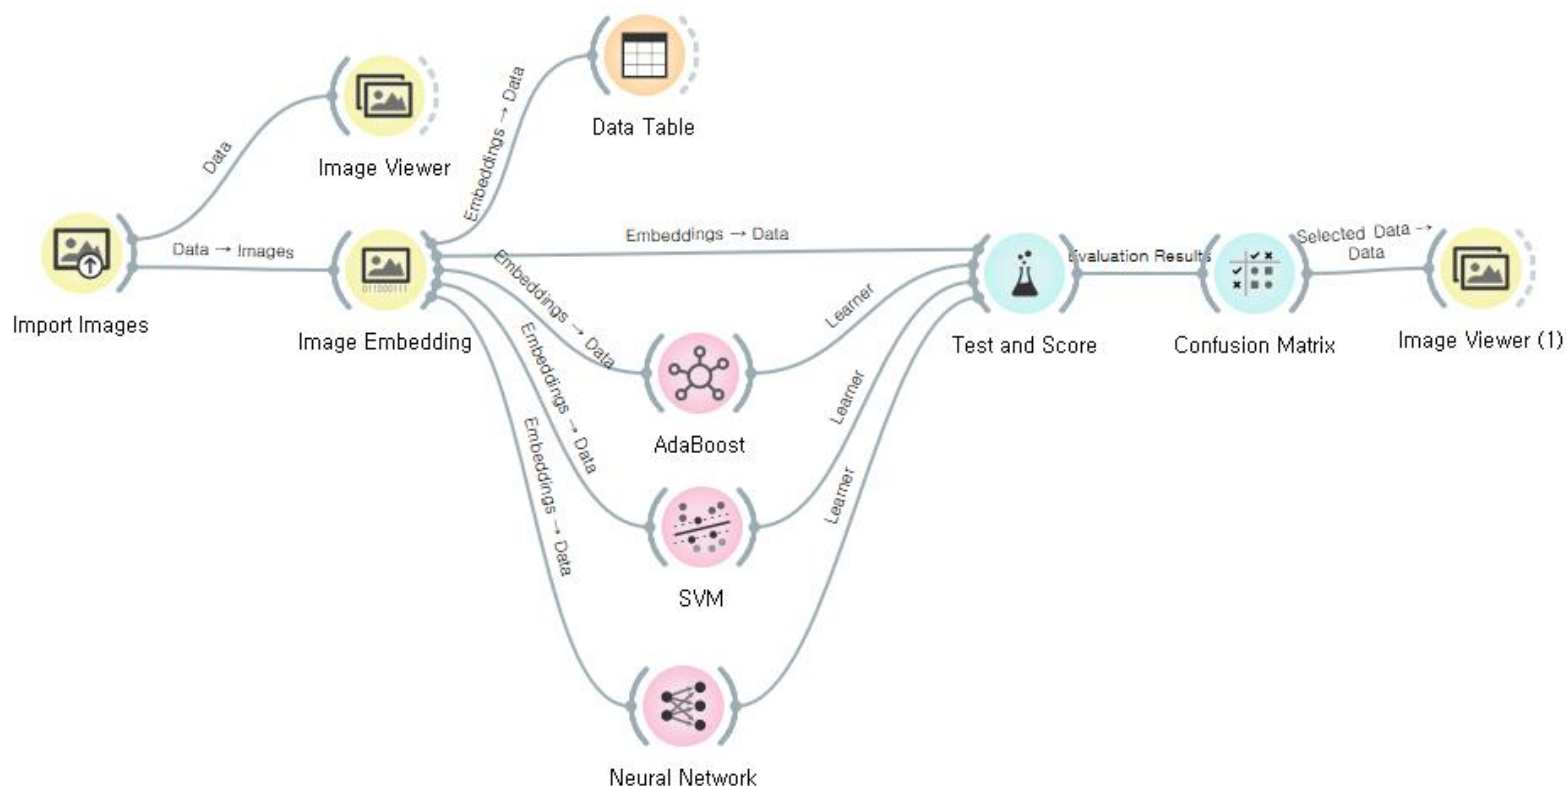 Data Table
Data
Image Viewer
Embeddings → Data
Data → Images
Import Images
Image Embedding
011000111
Embeddings → Data
Embeddings → Data
Embeddings → Data
Embeddings → Data
AdaBoost
SVM
Neural Network
Learner
Learner
Learner
Test and Score
Evaluation Results
Confusion Matrix
Selected Data →
Data
Image Viewer (1)